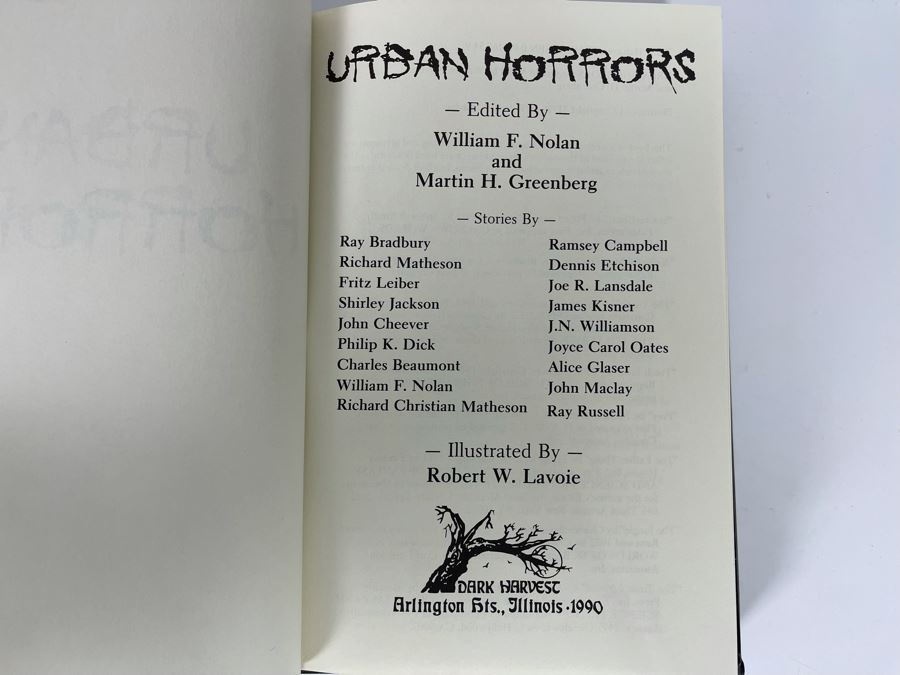 URBAN HORRORS
— Edited By —
William F. Nolan
and
Martin H. Greenberg
— Stories By —
Ray Bradbury
Richard Matheson
Fritz Leiber
Shirley Jackson
John Cheever
Philip K. Dick
Charles Beaumont
William F. Nolan
Richard Christian Matheson
Ramsey Campbell
Dennis Etchison
Joe R. Lansdale
James Kisner
J.N. Williamson
Joyce Carol Oates
Alice Glaser
John Maclay
Ray Russell
— Illustrated By —
Robert W. Lavoie
DARK HARVEST
Arlington Hts., Illinois · 1990